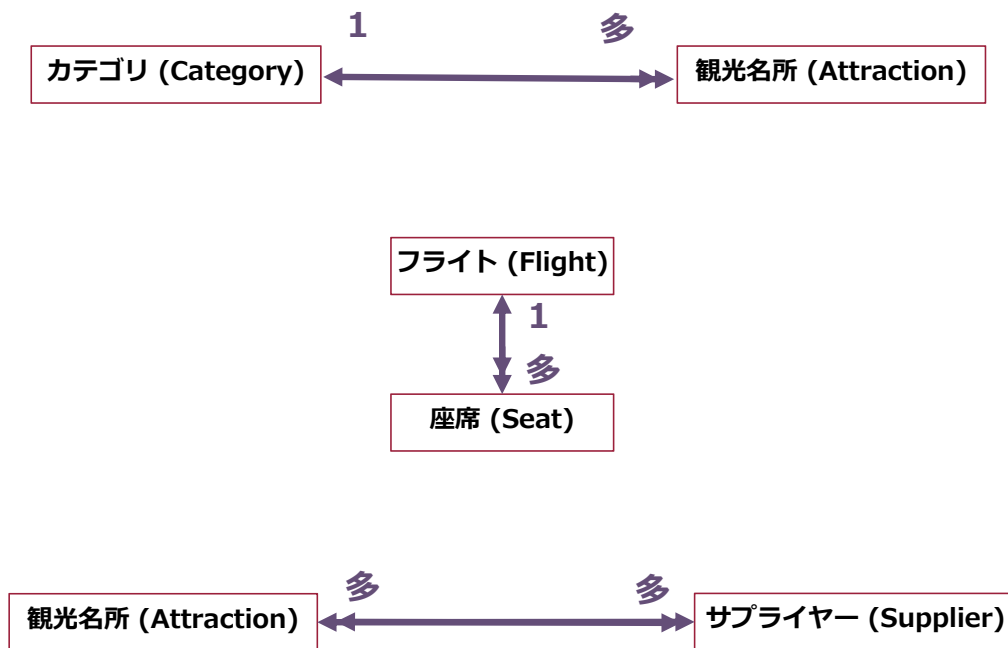 1 多
カテゴリ (Category) 観光名所 (Attraction)
フライト (Flight)
1
多
座席 (Seat)
多 多
観光名所 (Attraction) サプライヤー (Supplier)